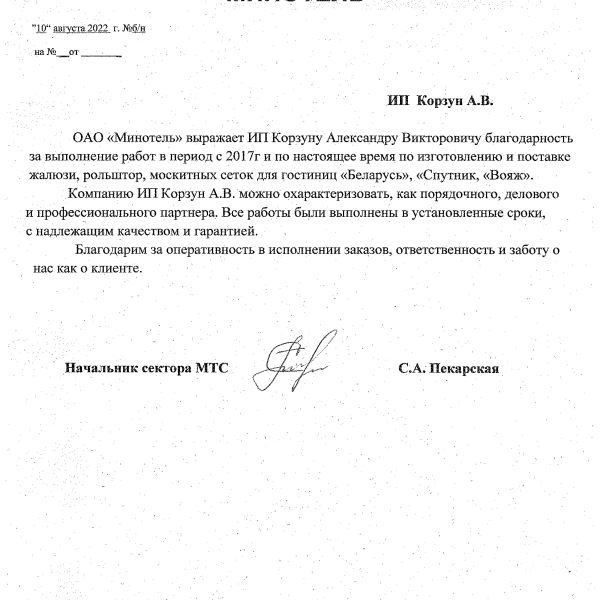 "10" августа 2022 г. №б/н
на №__от ________
ИП Корзун А.В.
ОАО «Минотель» выражает ИП Корзуну Александру Викторовичу благодарность
за выполнение работ в период с 2017г и по настоящее время по изготовлению и поставке
жалюзи, рольштор, москитных сеток для гостиниц «Беларусь», «Спутник, «Вояж».
Компанию ИП Корзун А.В. можно охарактеризовать, как порядочного, делового
и профессионального партнера. Все работы были выполнены в установленные сроки,
с надлежащим качеством и гарантией.
Благодарим за оперативность в исполнении заказов, ответственность и заботу о
нас как о клиенте.
Начальник сектора МТС С.А. Пекарская